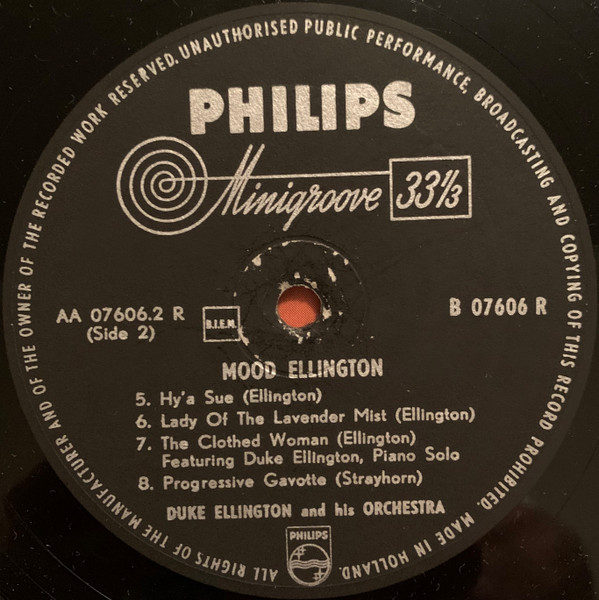 ALL RIGHTS OF THE MANUFACTURER AND OF THE OWNER OF THE RECORDED WORK RESERVED. UNAUTHORISED PUBLIC PERFORMANCE, BROADCASTING AND COPYING OF THIS RECORD PROHIBITED. MADE IN HOLLAND.
PHILIPS
Minigroove 33⅓
AA 07606.2 R
(Side 2)
B.I.E.M.
B 07606 R
MOOD ELLINGTON
5. Hy'a Sue (Ellington)
6. Lady Of The Lavender Mist (Ellington)
7. The Clothed Woman (Ellington)
Featuring Duke Ellington, Piano Solo
8. Progressive Gavotte (Strayhorn)
DUKE ELLINGTON and his ORCHESTRA
PHILIPS